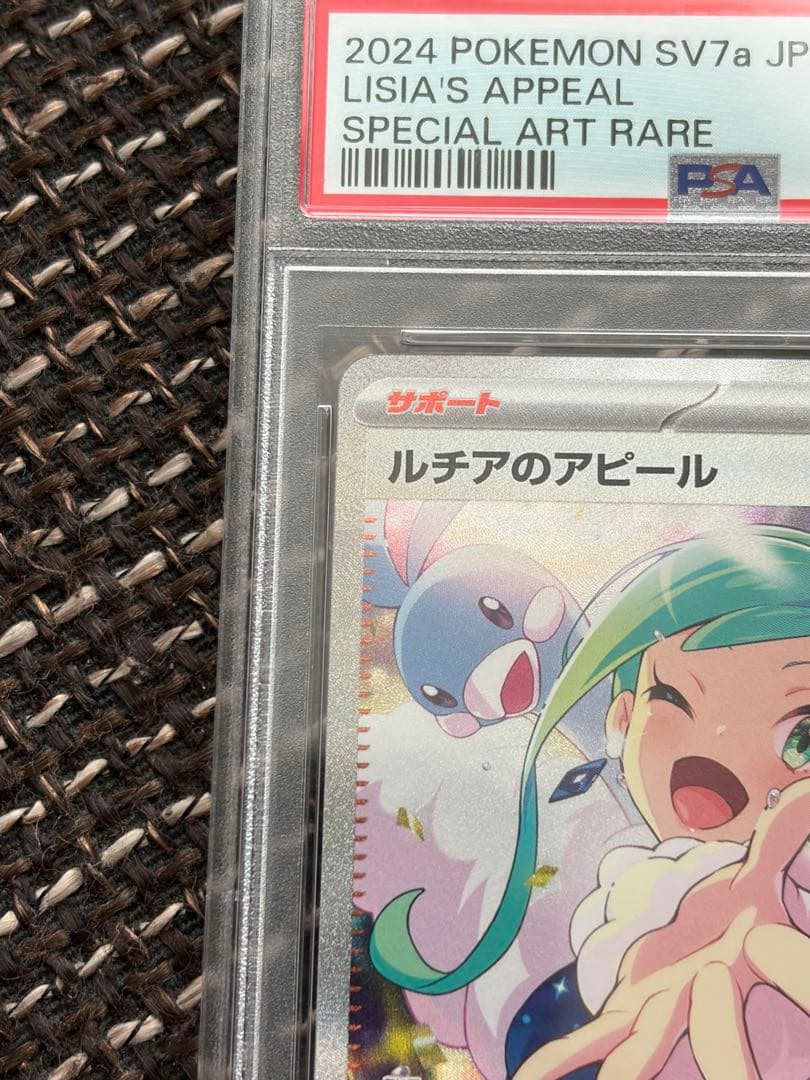 2024 POKEMON SV7a JP
LISIA'S APPEAL
SPECIAL ART RARE
PSA
サポート
ルチアのアピール